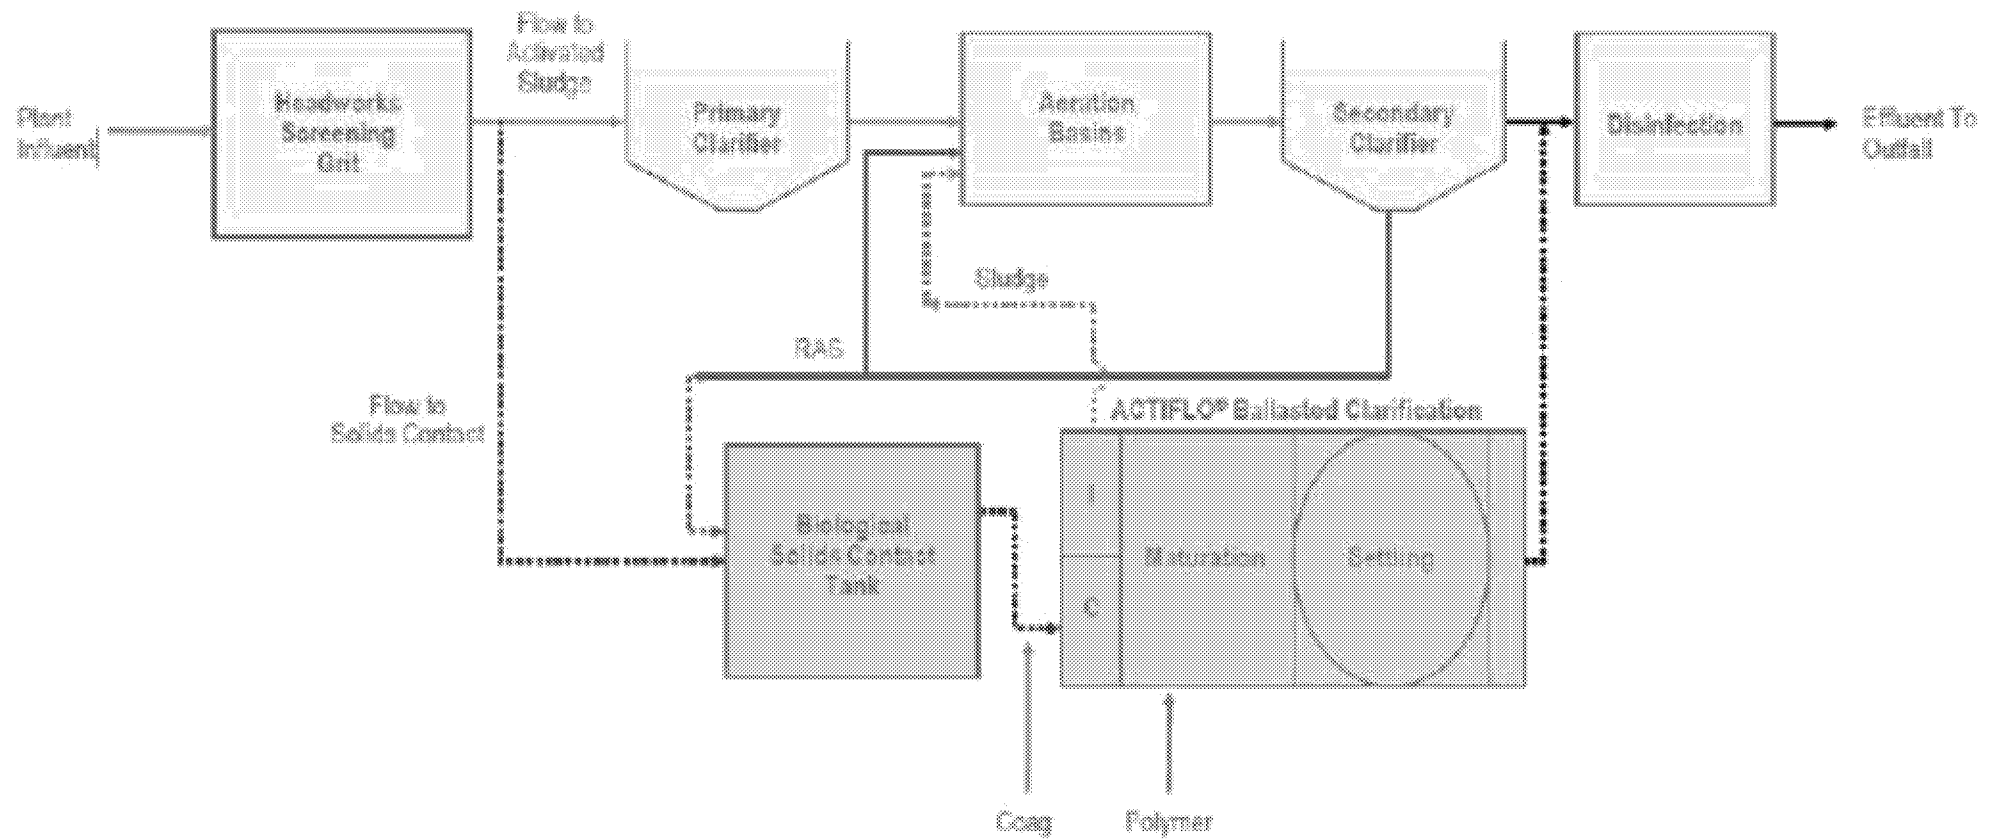 Flow to
Activated
Sludge
Plant
Influent
Headworks
Screening
Grit
Primary
Clarifier
Aeration
Basins
Secondary
Clarifier
Disinfection
Effluent To
Outfall
Sludge
RAS
Flow to
Solids Contact
ACTIFLO® Ballasted Clarification
Biological
Solids Contact
Tank
I
C
Maturation
Settling
Coag
Polymer